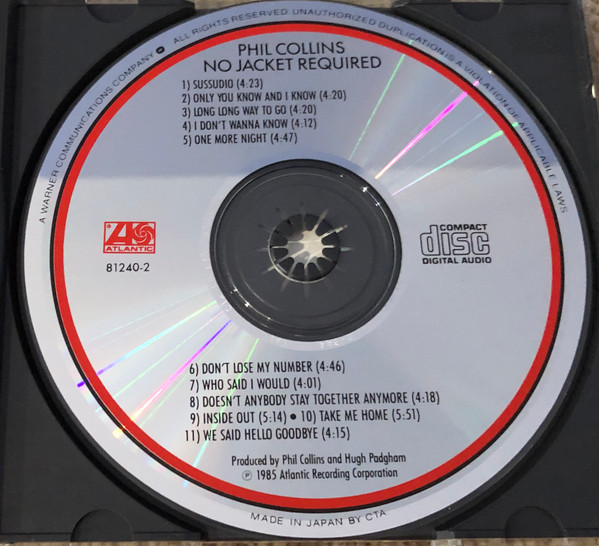 A WARNER COMMUNICATIONS COMPANY ALL RIGHTS RESERVED. UNAUTHORIZED DUPLICATION IS A VIOLATION OF APPLICABLE LAWS
PHIL COLLINS
NO JACKET REQUIRED
1) SUSSUDIO (4:23)
2) ONLY YOU KNOW AND I KNOW (4:20)
3) LONG LONG WAY TO GO (4:20)
4) I DON'T WANNA KNOW (4:12)
5) ONE MORE NIGHT (4:47)
ATLANTIC
81240-2
COMPACT
disc
DIGITAL AUDIO
6) DON'T LOSE MY NUMBER (4:46)
7) WHO SAID I WOULD (4:01)
8) DOESN'T ANYBODY STAY TOGETHER ANYMORE (4:18)
9) INSIDE OUT (5:14) • 10) TAKE ME HOME (5:51)
11) WE SAID HELLO GOODBYE (4:15)
Produced by Phil Collins and Hugh Padgham
℗ 1985 Atlantic Recording Corporation
MADE IN JAPAN BY CTA